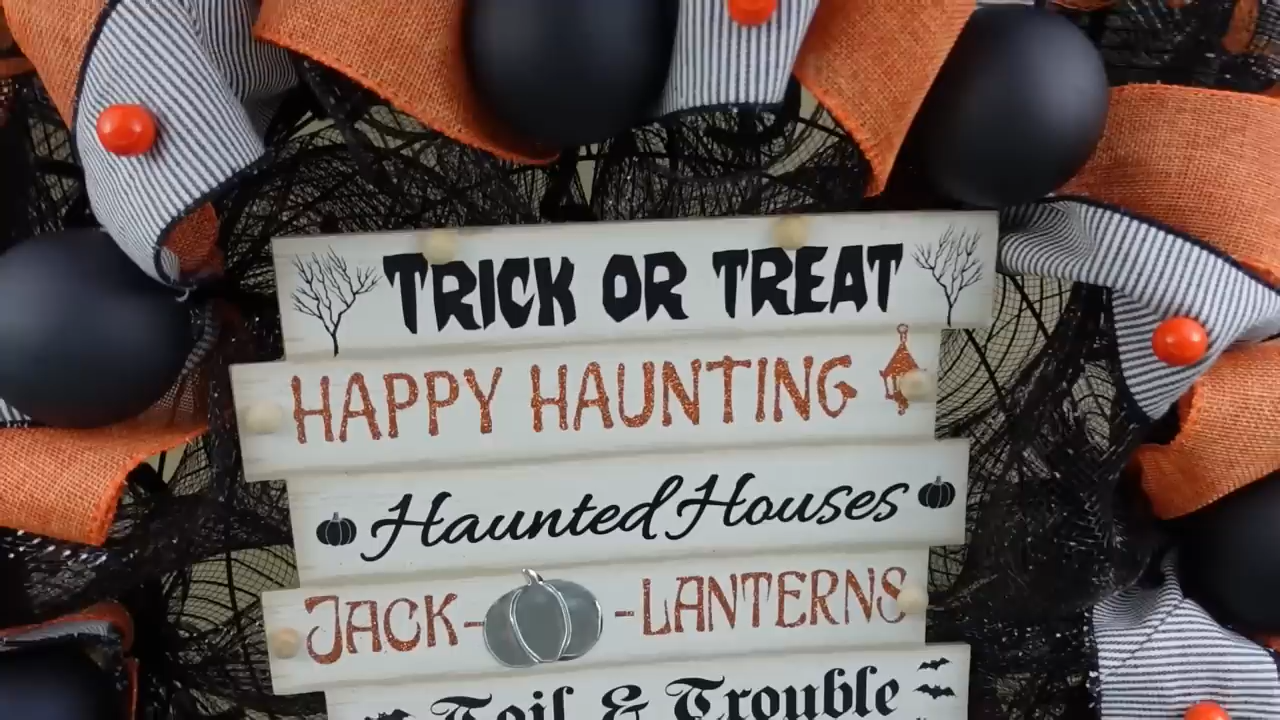 TRICK OR TREAT
HAPPY HAUNTING
Haunted Houses
JACK- -LANTERNS
Toil & Trouble